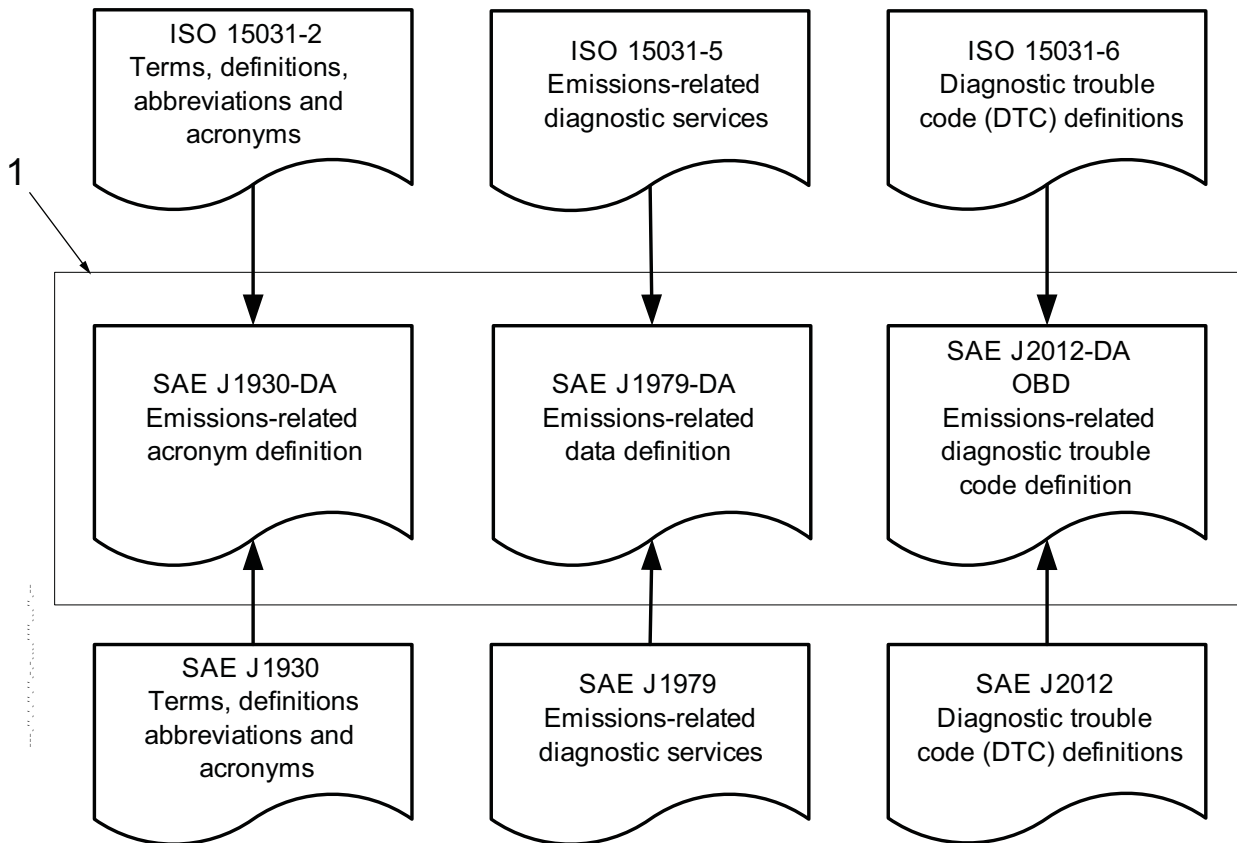 ISO 15031-2
Terms, definitions,
abbreviations and
acronyms
ISO 15031-5
Emissions-related
diagnostic services
ISO 15031-6
Diagnostic trouble
code (DTC) definitions
1
SAE J1930-DA
Emissions-related
acronym definition
SAE J1979-DA
Emissions-related
data definition
SAE J2012-DA
OBD
Emissions-related
diagnostic trouble
code definition
SAE J1930
Terms, definitions
abbreviations and
acronyms
SAE J1979
Emissions-related
diagnostic services
SAE J2012
Diagnostic trouble
code (DTC) definitions